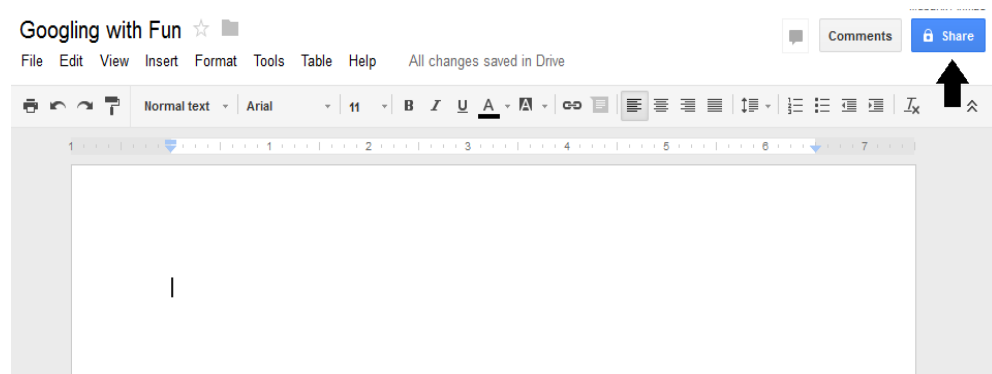 Googling with Fun
Comments
Share
File Edit View Insert Format Tools Table Help All changes saved in Drive
Normal text Arial 11 B I U A A
1 1 2 3 4 5 6 7